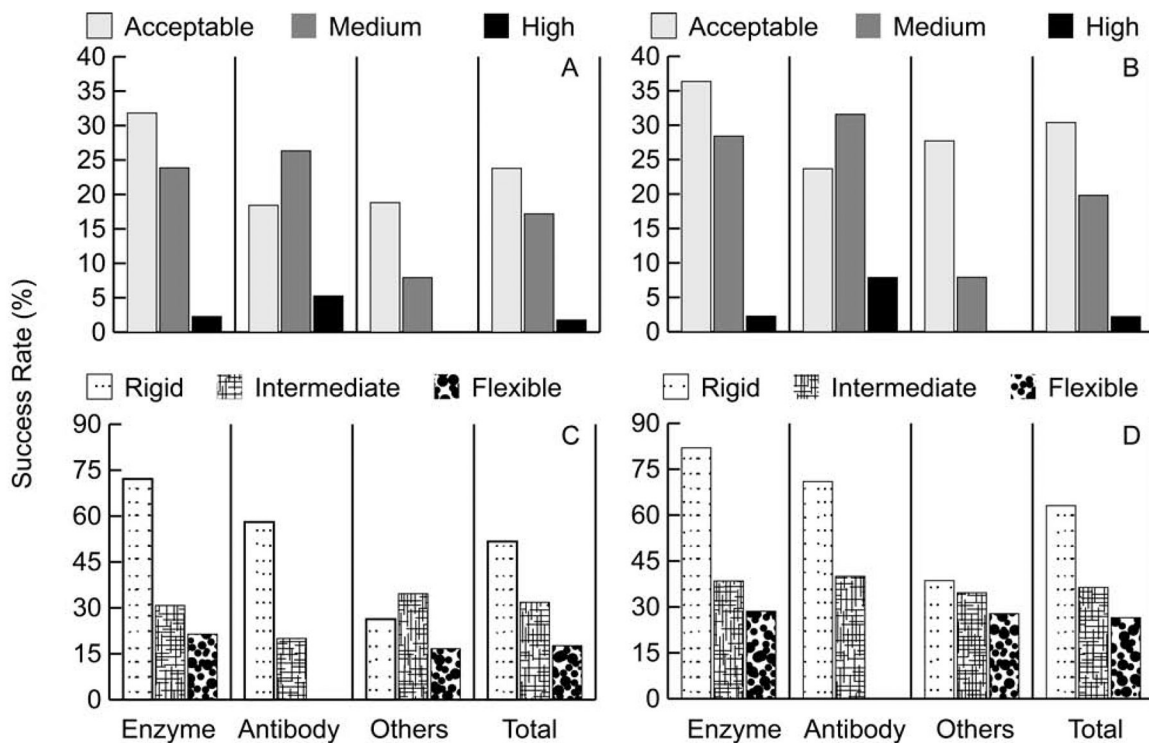 Acceptable Medium High
A
40
35
30
25
20
15
10
5
0
Acceptable Medium High
B
40
35
30
25
20
15
10
5
0
Success Rate (%)
Rigid Intermediate Flexible
C
90
75
60
45
30
15
0
Enzyme Antibody Others Total
Rigid Intermediate Flexible
D
90
75
60
45
30
15
0
Enzyme Antibody Others Total